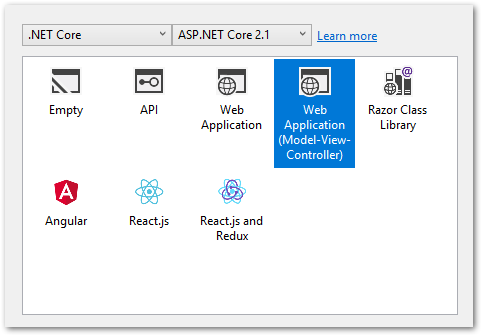 .NET Core
ASP.NET Core 2.1
Learn more
Empty
API
Web
Application
Web
Application
(Model-View-
Controller)
Razor Class
Library
Angular
React.js
React.js and
Redux